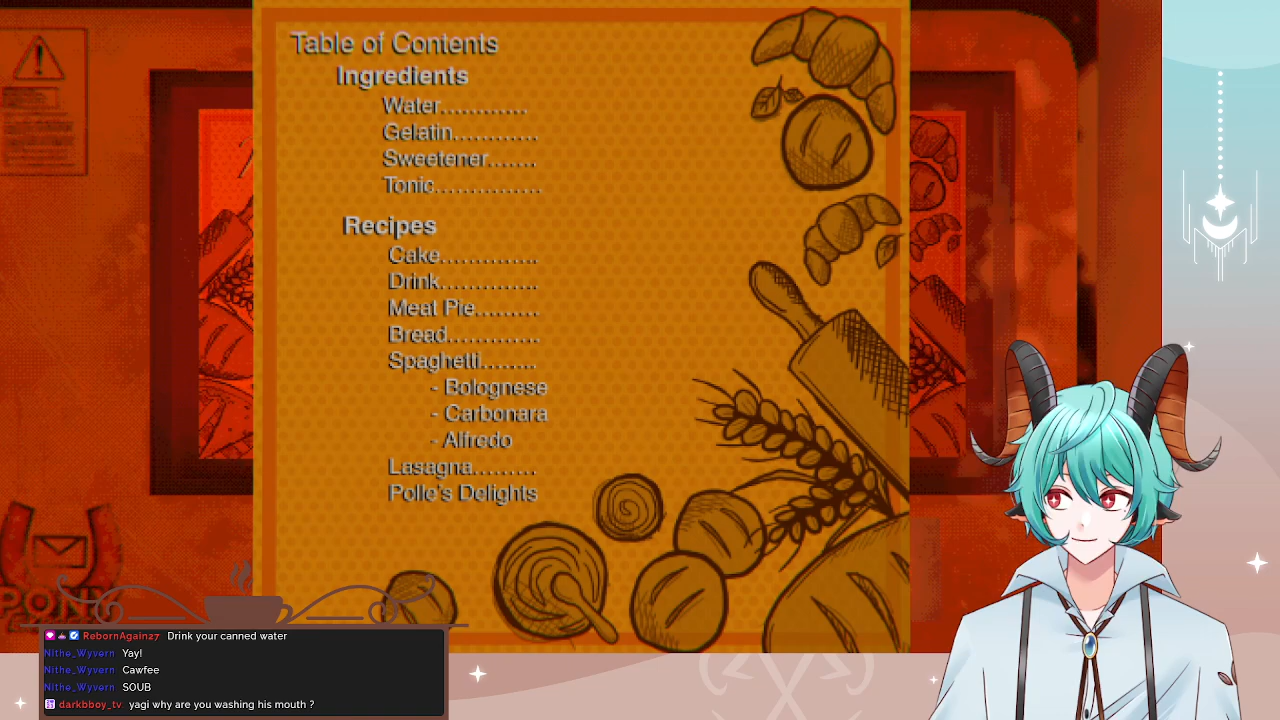 Table of Contents
Ingredients
Water............
Gelatin............
Sweetener.......
Tonic...............
Recipes
Cake..............
Drink..............
Meat Pie.........
Bread.............
Spaghetti........
- Bolognese
- Carbonara
- Alfredo
Lasagna.........
Polle's Delights
PONY
RebornAgain27 Drink your canned water
Nithe_Wyvern Yay!
Nithe_Wyvern Cawfee
Nithe_Wyvern SOUB
darkbboy_tv. yagi why are you washing his mouth ?